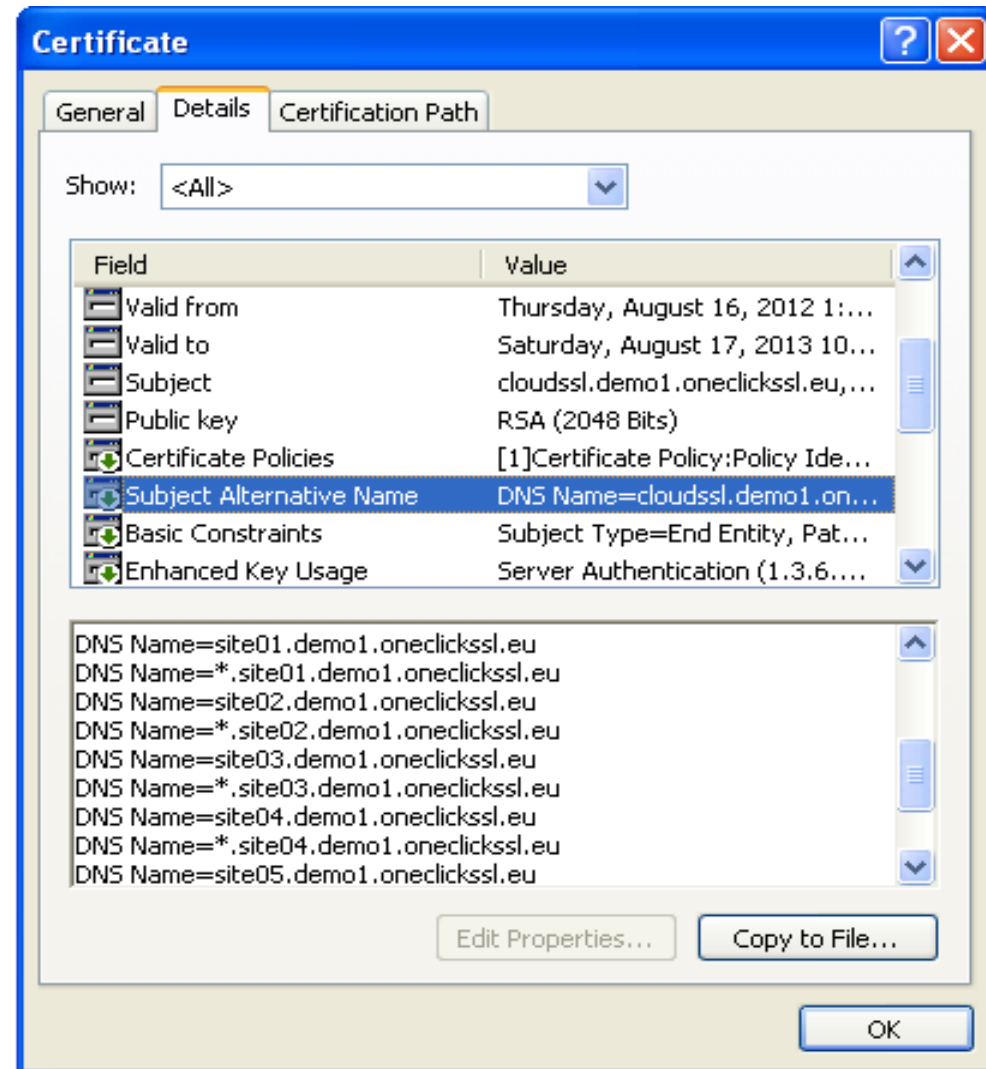 Certificate
General Details Certification Path
Show: <All>
Field Value
Valid from Thursday, August 16, 2012 1:...
Valid to Saturday, August 17, 2013 10...
Subject cloudssl.demo1.oneclickssl.eu,...
Public key RSA (2048 Bits)
Certificate Policies [1]Certificate Policy:Policy Ide...
Subject Alternative Name DNS Name=cloudssl.demo1.on...
Basic Constraints Subject Type=End Entity, Pat...
Enhanced Key Usage Server Authentication (1.3.6....
DNS Name=site01.demo1.oneclickssl.eu
DNS Name=*.site01.demo1.oneclickssl.eu
DNS Name=site02.demo1.oneclickssl.eu
DNS Name=*.site02.demo1.oneclickssl.eu
DNS Name=site03.demo1.oneclickssl.eu
DNS Name=*.site03.demo1.oneclickssl.eu
DNS Name=site04.demo1.oneclickssl.eu
DNS Name=*.site04.demo1.oneclickssl.eu
DNS Name=site05.demo1.oneclickssl.eu
Edit Properties... Copy to File...
OK